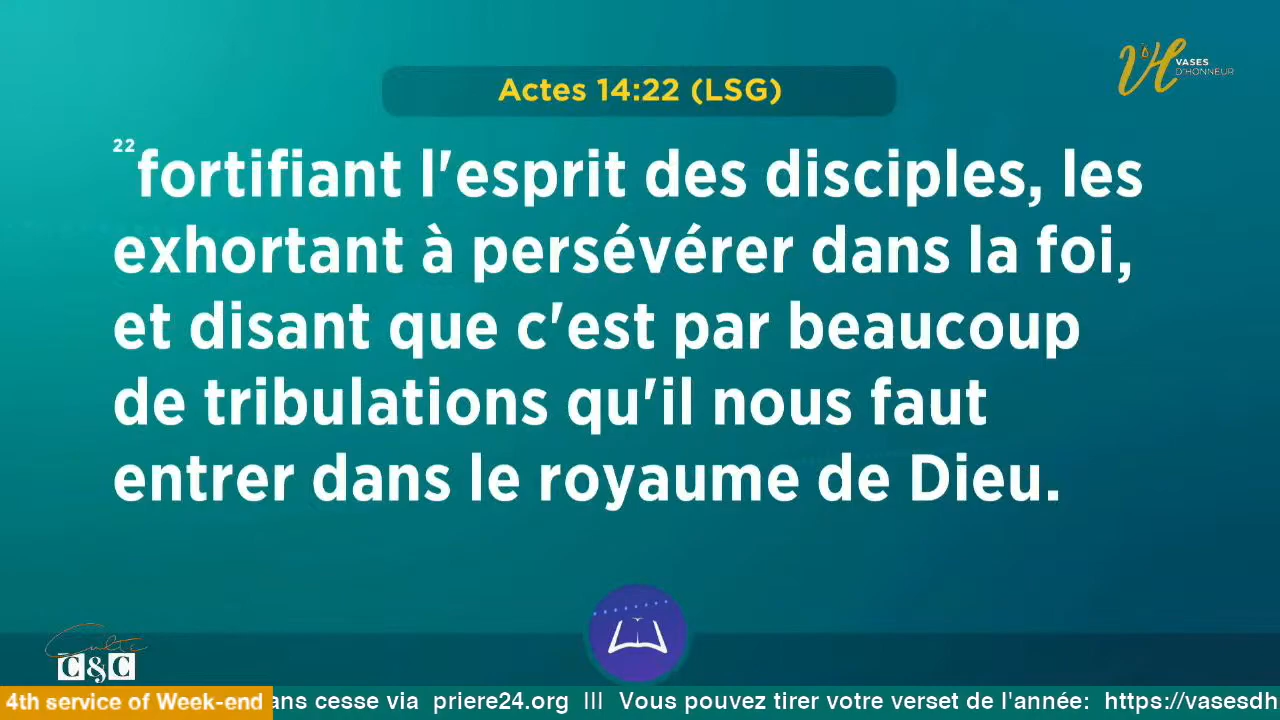 VASES
D'HONNEUR
Actes 14:22 (LSG)
22 fortifiant l'esprit des disciples, les
exhortant à persévérer dans la foi,
et disant que c'est par beaucoup
de tribulations qu'il nous faut
entrer dans le royaume de Dieu.
Culte
C&C
4th service of Week-end ans cesse via priere24.org III Vous pouvez tirer votre verset de l'année: https://vasesdh